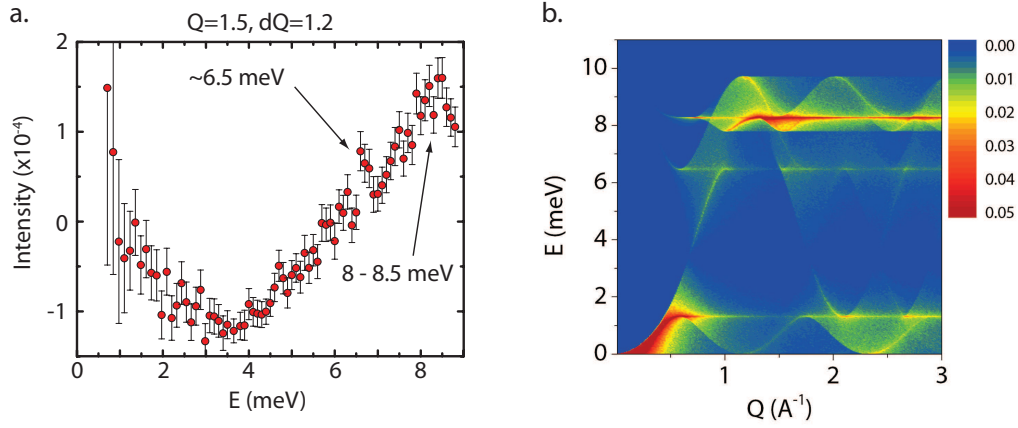 a.
Q=1.5, dQ=1.2
2
1
0
-1
Intensity (x10⁻⁴)
~6.5 meV
8 - 8.5 meV
0
2
4
6
8
E (meV)
b.
10
8
6
4
2
0
E (meV)
1
2
3
Q (A⁻¹)
0.00
0.01
0.02
0.03
0.04
0.05